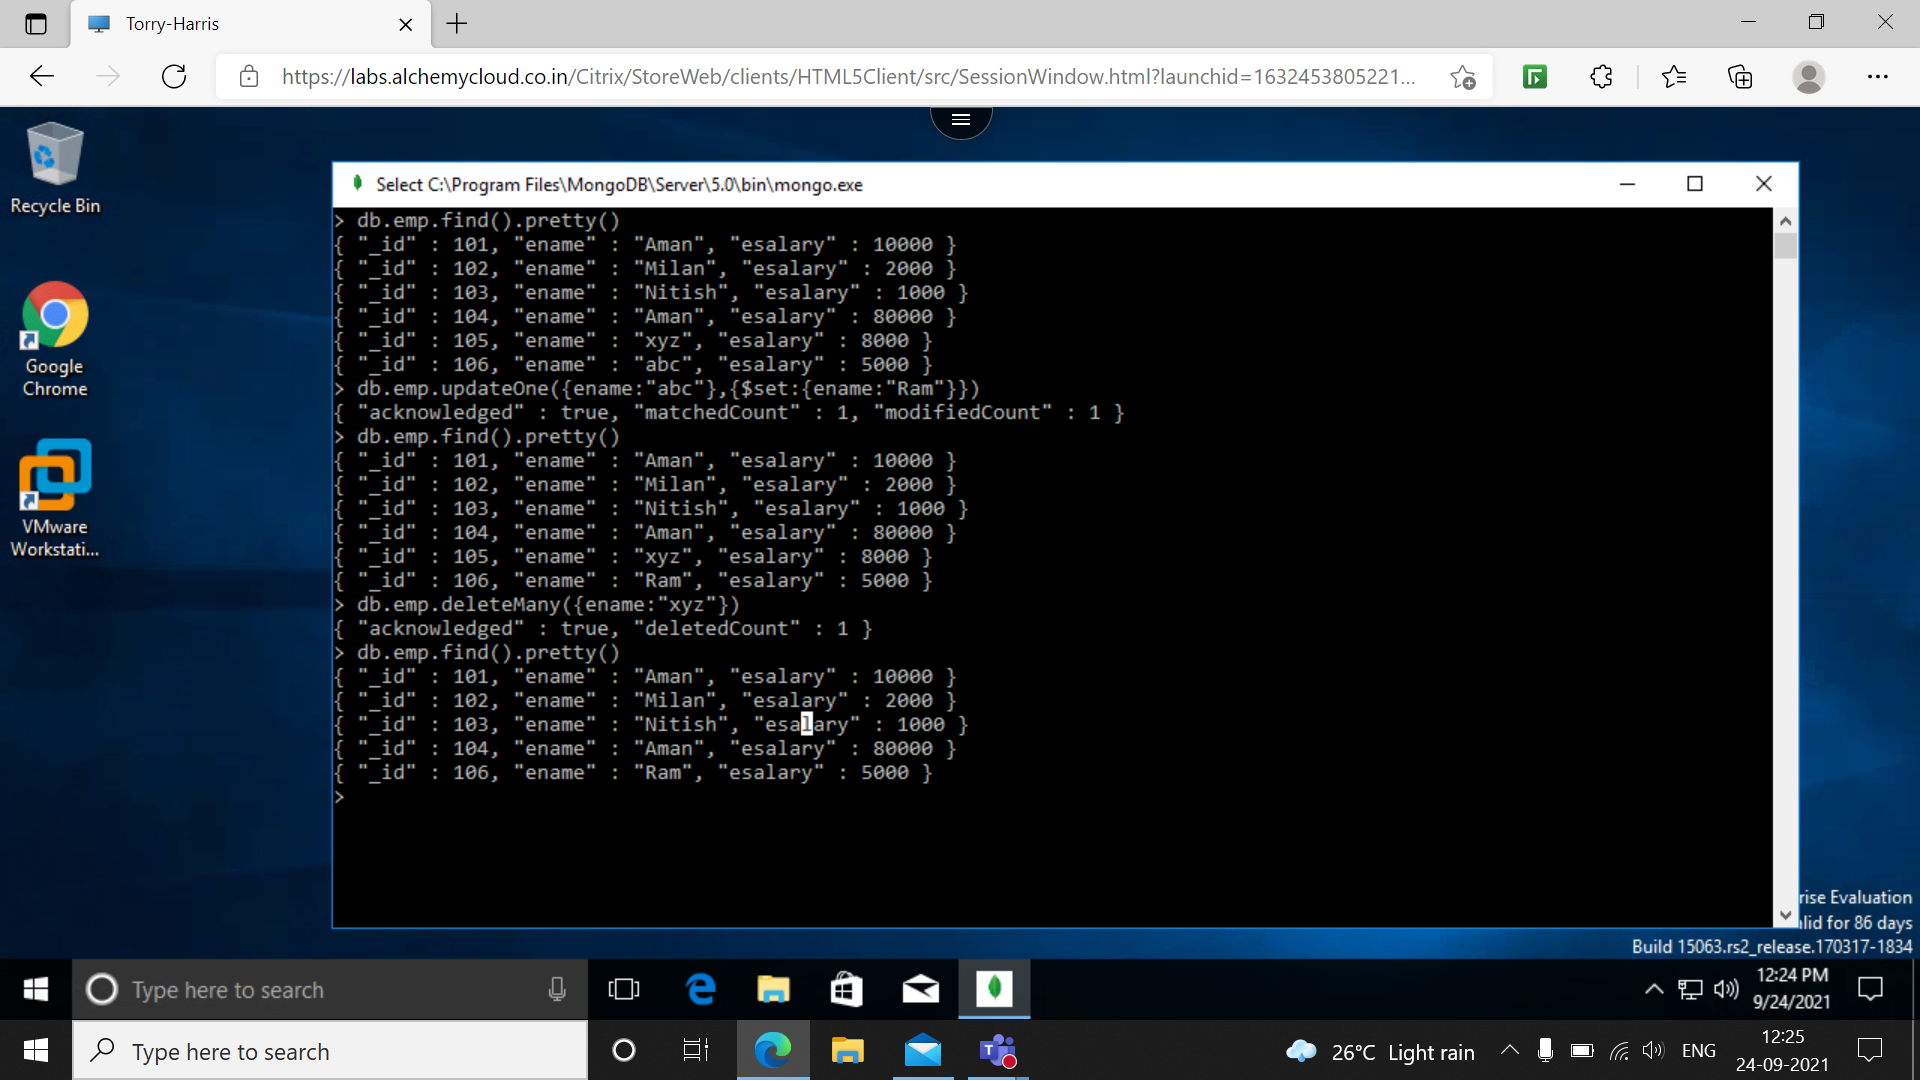 Torry-Harris
https://labs.alchemycloud.co.in/Citrix/StoreWeb/clients/HTML5Client/src/SessionWindow.html?launchid=1632453805221...
Recycle Bin
Google
Chrome
VMware
Workstati...
Select C:\Program Files\MongoDB\Server\5.0\bin\mongo.exe
> db.emp.find().pretty()
{ "_id" : 101, "ename" : "Aman", "esalary" : 10000 }
{ "_id" : 102, "ename" : "Milan", "esalary" : 2000 }
{ "_id" : 103, "ename" : "Nitish", "esalary" : 1000 }
{ "_id" : 104, "ename" : "Aman", "esalary" : 80000 }
{ "_id" : 105, "ename" : "xyz", "esalary" : 8000 }
{ "_id" : 106, "ename" : "abc", "esalary" : 5000 }
> db.emp.updateOne({ename:"abc"},{$set:{ename:"Ram"}})
{ "acknowledged" : true, "matchedCount" : 1, "modifiedCount" : 1 }
> db.emp.find().pretty()
{ "_id" : 101, "ename" : "Aman", "esalary" : 10000 }
{ "_id" : 102, "ename" : "Milan", "esalary" : 2000 }
{ "_id" : 103, "ename" : "Nitish", "esalary" : 1000 }
{ "_id" : 104, "ename" : "Aman", "esalary" : 80000 }
{ "_id" : 105, "ename" : "xyz", "esalary" : 8000 }
{ "_id" : 106, "ename" : "Ram", "esalary" : 5000 }
> db.emp.deleteMany({ename:"xyz"})
{ "acknowledged" : true, "deletedCount" : 1 }
> db.emp.find().pretty()
{ "_id" : 101, "ename" : "Aman", "esalary" : 10000 }
{ "_id" : 102, "ename" : "Milan", "esalary" : 2000 }
{ "_id" : 103, "ename" : "Nitish", "esalary" : 1000 }
{ "_id" : 104, "ename" : "Aman", "esalary" : 80000 }
{ "_id" : 106, "ename" : "Ram", "esalary" : 5000 }
>
rise Evaluation
lid for 86 days
Build 15063.rs2_release.170317-1834
Type here to search
12:24 PM
9/24/2021
Type here to search
26°C Light rain
ENG
12:25
24-09-2021